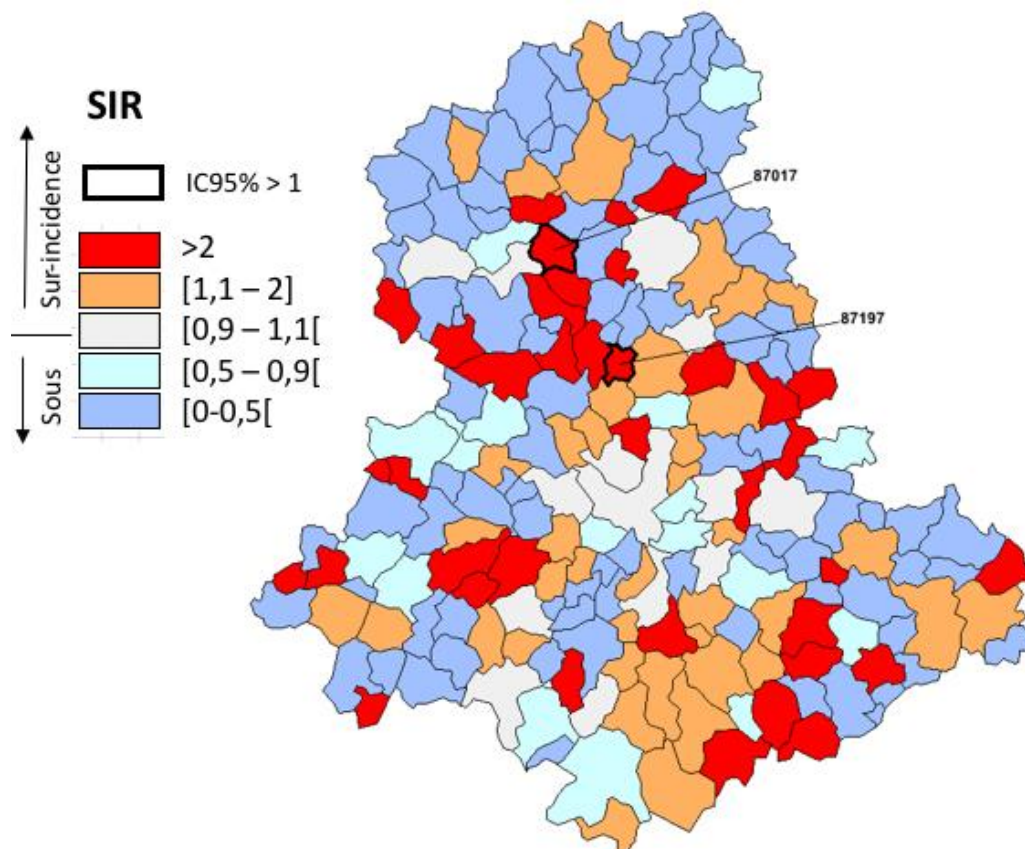 SIR
Sur-incidence
Sous
IC95% > 1
>2
[1,1 – 2]
[0,9 – 1,1[
[0,5 – 0,9[
[0-0,5[
87017
87197